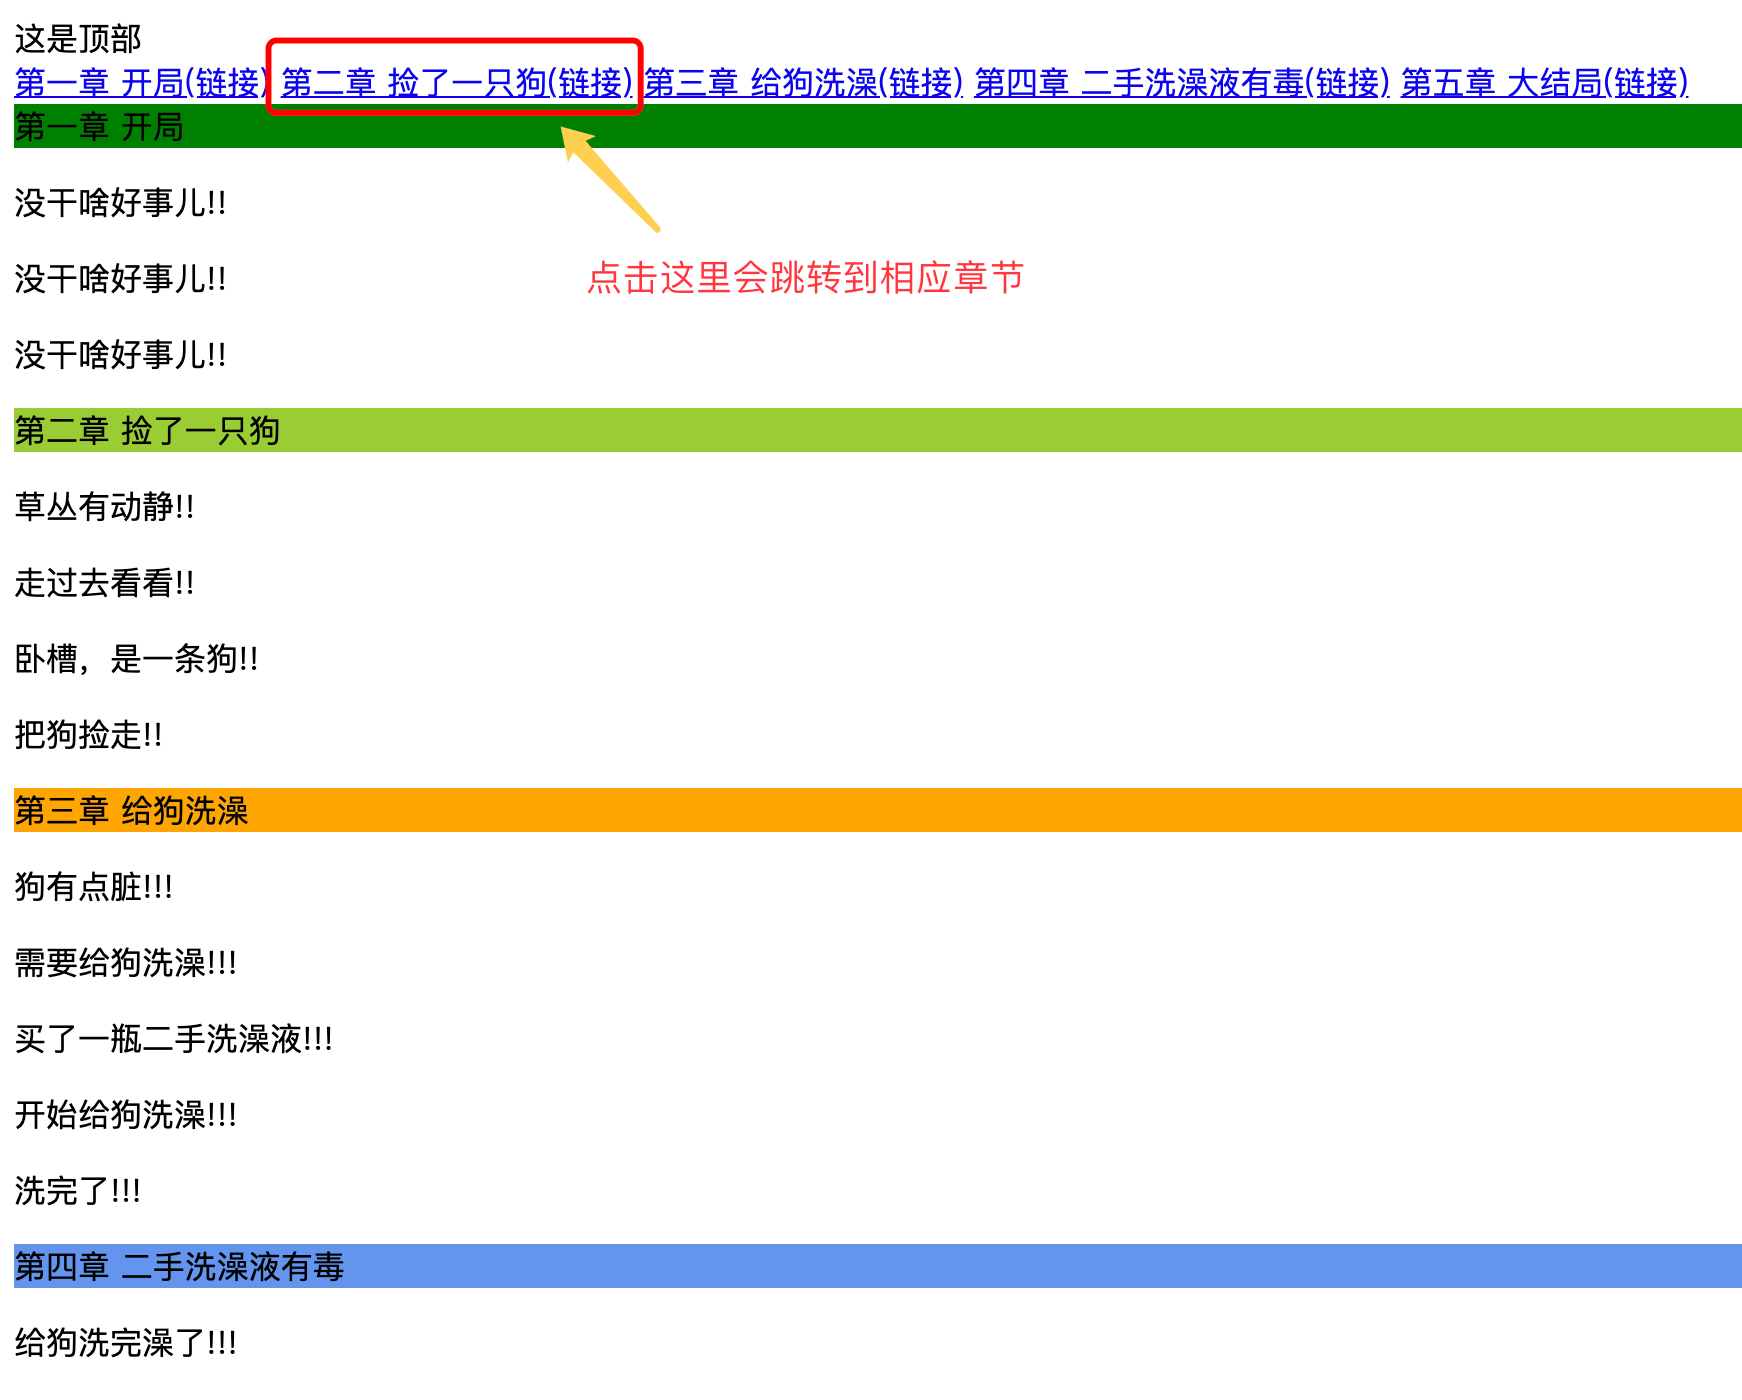 这是顶部
第一章 开局(链接) 第二章 捡了一只狗(链接) 第三章 给狗洗澡(链接) 第四章 二手洗澡液有毒(链接) 第五章 大结局(链接)
第一章 开局
没干啥好事儿!!
没干啥好事儿!!
点击这里会跳转到相应章节
没干啥好事儿!!
第二章 捡了一只狗
草丛有动静!!
走过去看看!!
卧槽，是一条狗!!
把狗捡走!!
第三章 给狗洗澡
狗有点脏!!!
需要给狗洗澡!!!
买了一瓶二手洗澡液!!!
开始给狗洗澡!!!
洗完了!!!
第四章 二手洗澡液有毒
给狗洗完澡了!!!